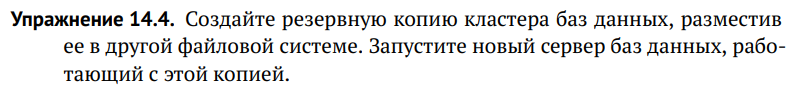 Упражнение 14.4. Создайте резервную копию кластера баз данных, разместив
ее в другой файловой системе. Запустите новый сервер баз данных, рабо-
тающий с этой копией.